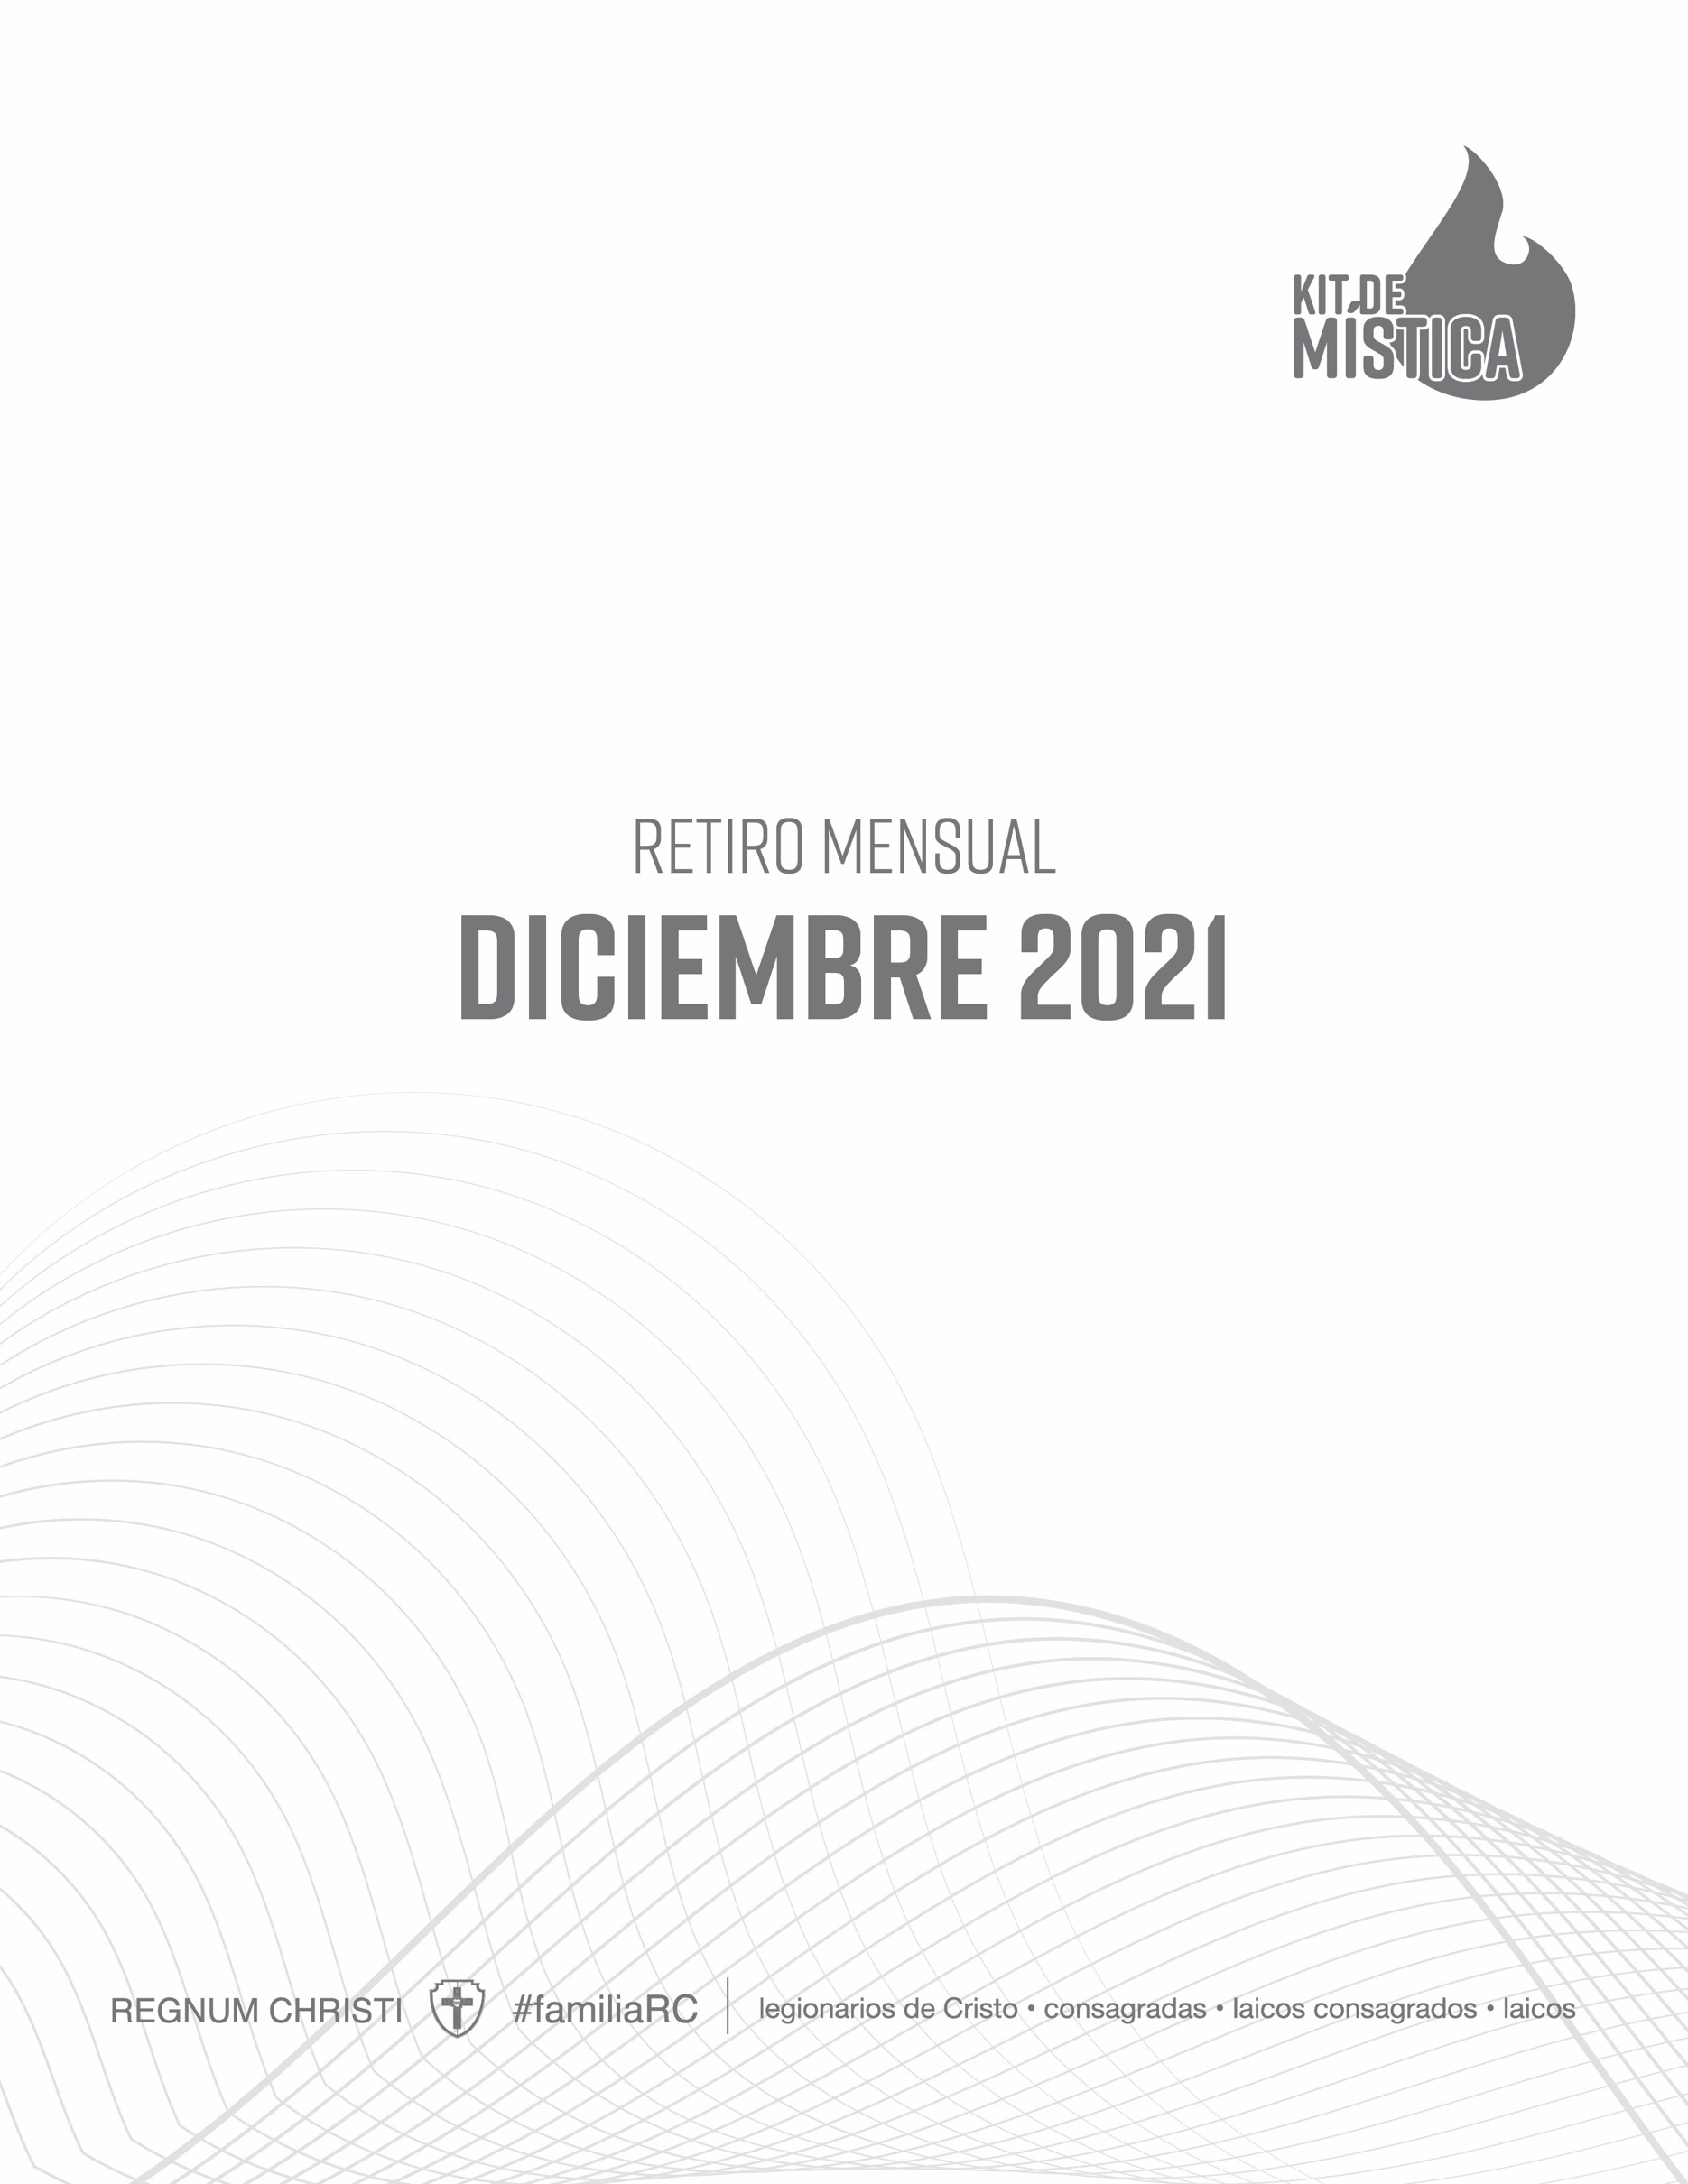 KIT DE
MÍSTICA
RETIRO MENSUAL
DICIEMBRE 2021
REGNUM CHRISTI #familiaRC legionarios de Cristo • consagradas • laicos consagrados • laicos